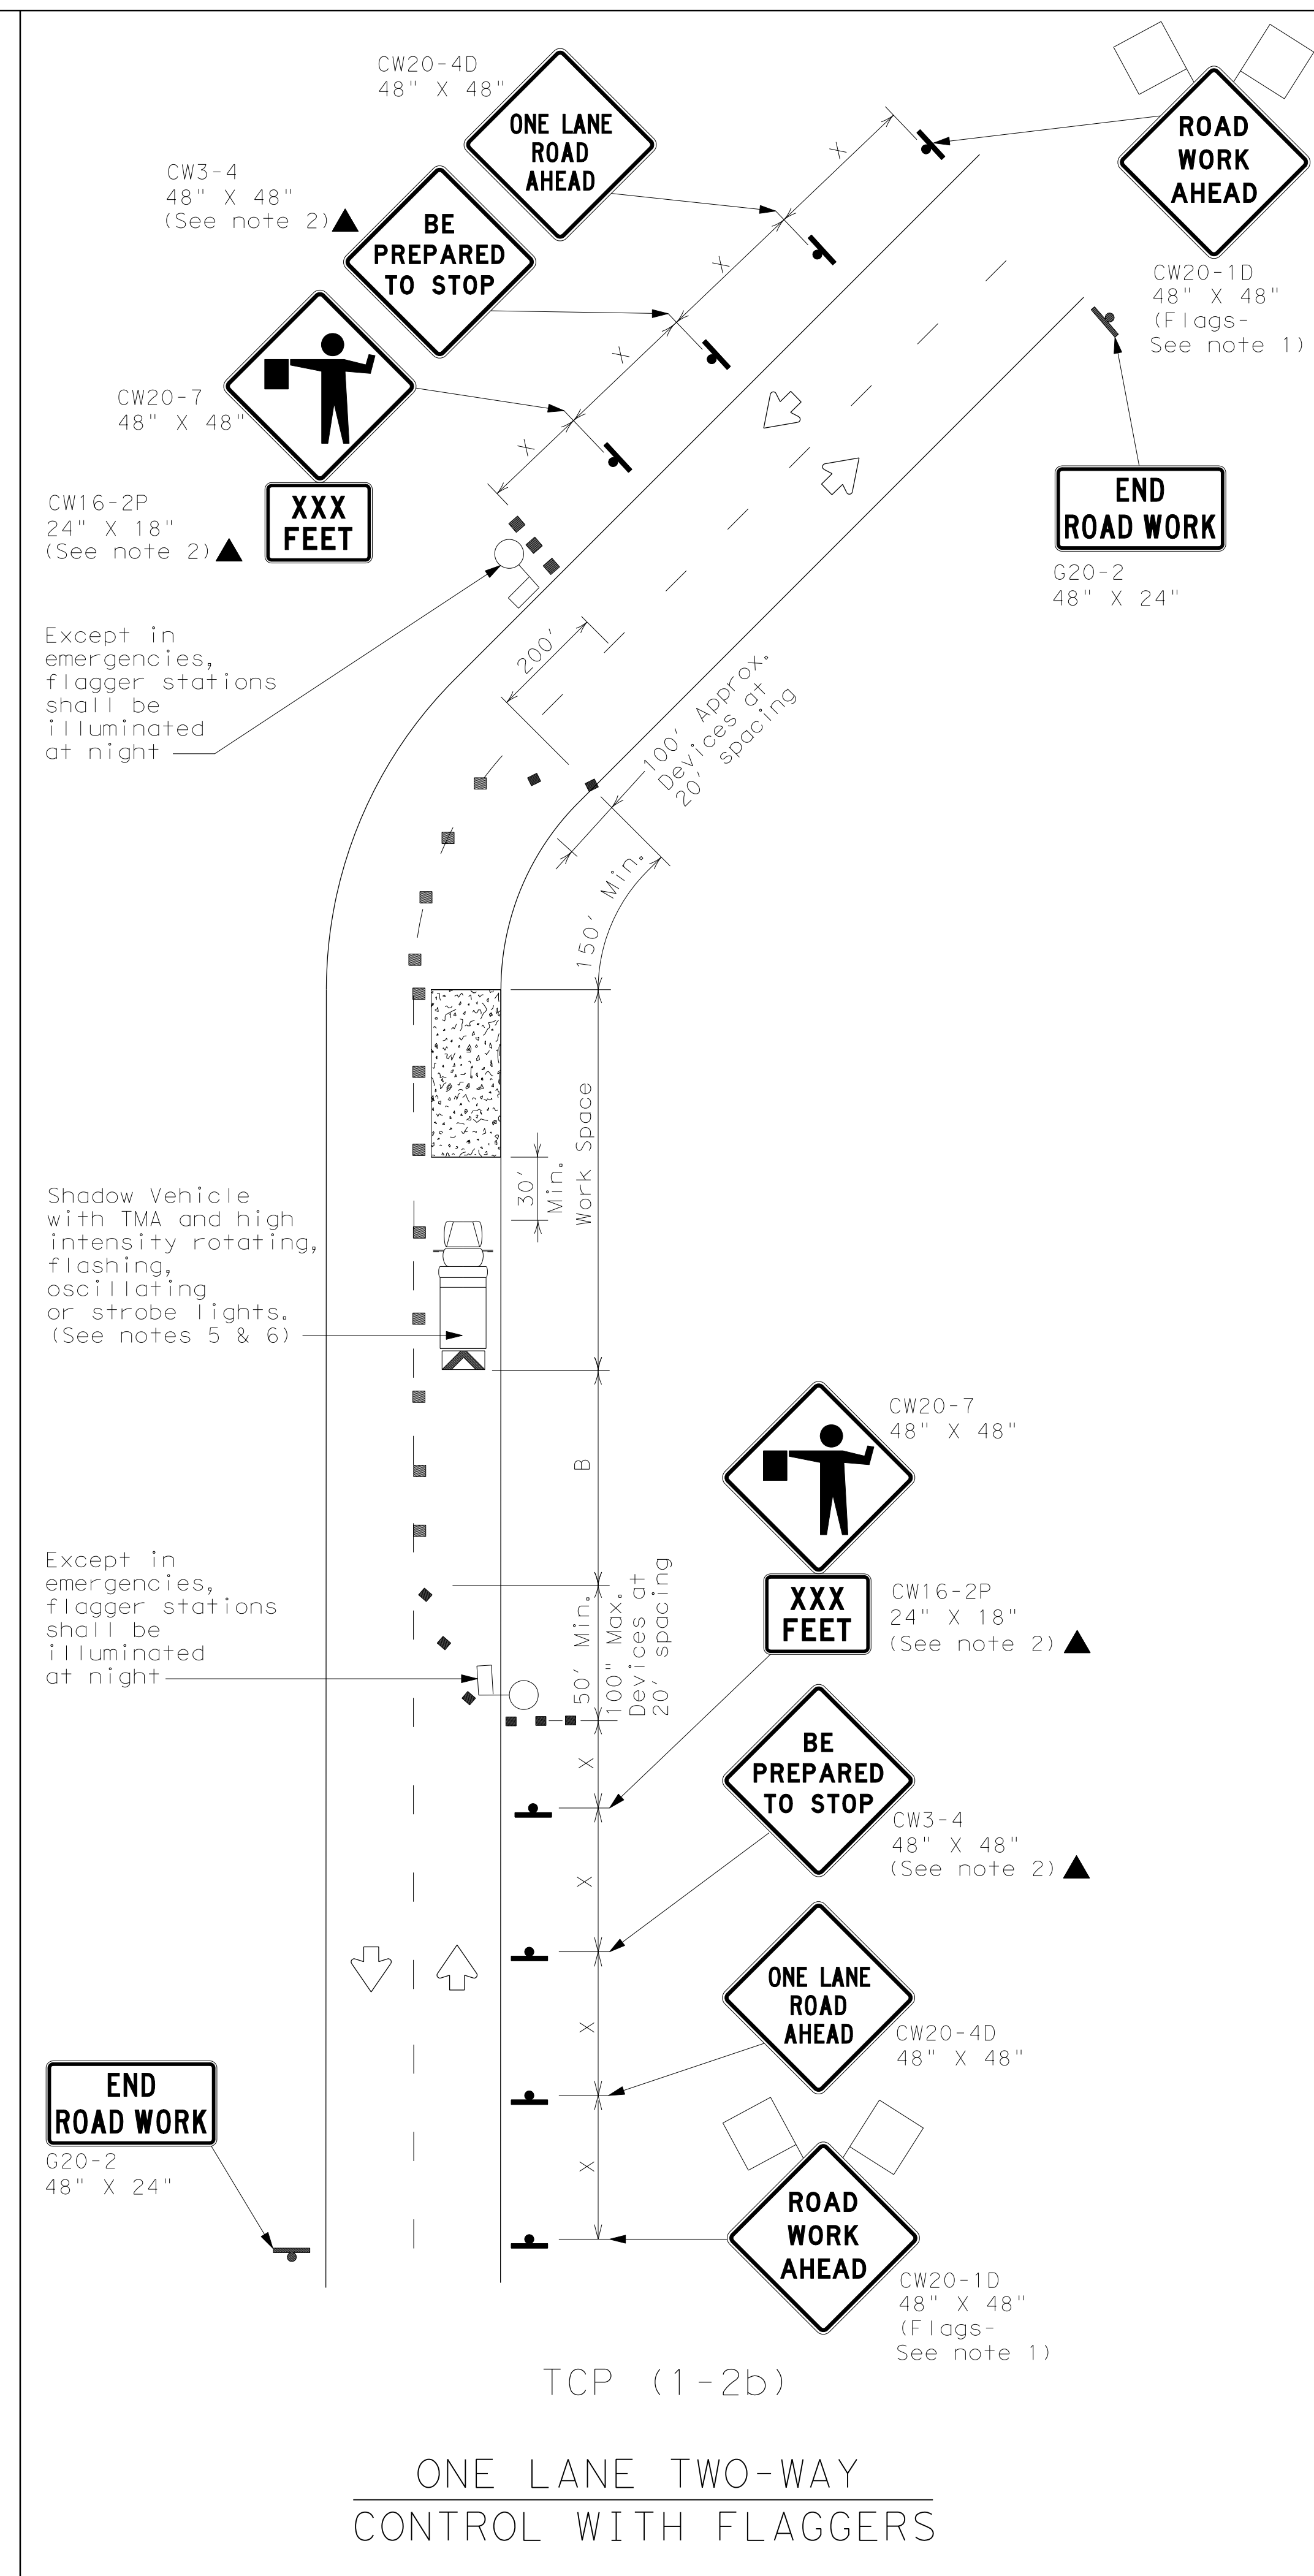 CW20-4D
48" X 48"
ONE LANE
ROAD
AHEAD
ROAD
WORK
AHEAD
CW20-1D
48" X 48"
(Flags-
See note 1)
X
CW3-4
48" X 48"
(See note 2)
BE
PREPARED
TO STOP
X
X
CW20-7
48" X 48"
X
CW16-2P
24" X 18"
(See note 2)
XXX
FEET
END
ROAD WORK
G20-2
48" X 24"
Except in
emergencies,
flagger stations
shall be
illuminated
at night
200'
100' Approx.
Devices at
20' spacing
150' Min.
Work Space
30'
Min.
Shadow Vehicle
with TMA and high
intensity rotating,
flashing,
oscillating
or strobe lights.
(See notes 5 & 6)
B
CW20-7
48" X 48"
XXX
FEET
CW16-2P
24" X 18"
(See note 2)
Except in
emergencies,
flagger stations
shall be
illuminated
at night
50' Min.
100" Max.
Devices at
20' spacing
X
BE
PREPARED
TO STOP
CW3-4
48" X 48"
(See note 2)
X
ONE LANE
ROAD
AHEAD
CW20-4D
48" X 48"
X
END
ROAD WORK
G20-2
48" X 24"
X
ROAD
WORK
AHEAD
CW20-1D
48" X 48"
(Flags-
See note 1)
TCP (1-2b)
ONE LANE TWO-WAY
CONTROL WITH FLAGGERS